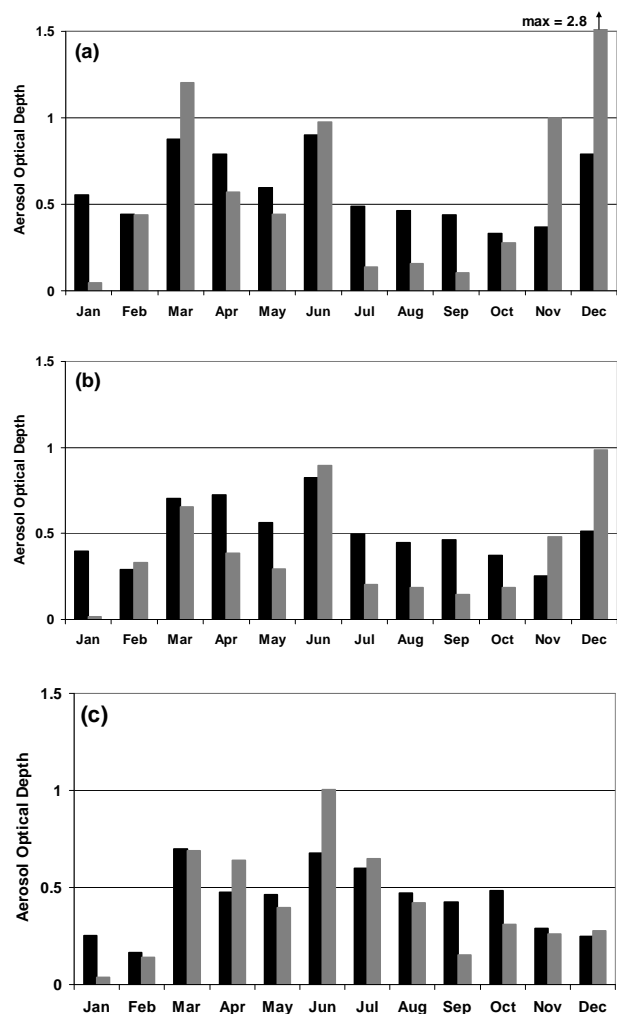 max = 2.8
1.5
(a)
1
0.5
0
Aerosol Optical Depth
Jan Feb Mar Apr May Jun Jul Aug Sep Oct Nov Dec
1.5
(b)
1
0.5
0
Aerosol Optical Depth
Jan Feb Mar Apr May Jun Jul Aug Sep Oct Nov Dec
1.5
(c)
1
0.5
0
Aerosol Optical Depth
Jan Feb Mar Apr May Jun Jul Aug Sep Oct Nov Dec